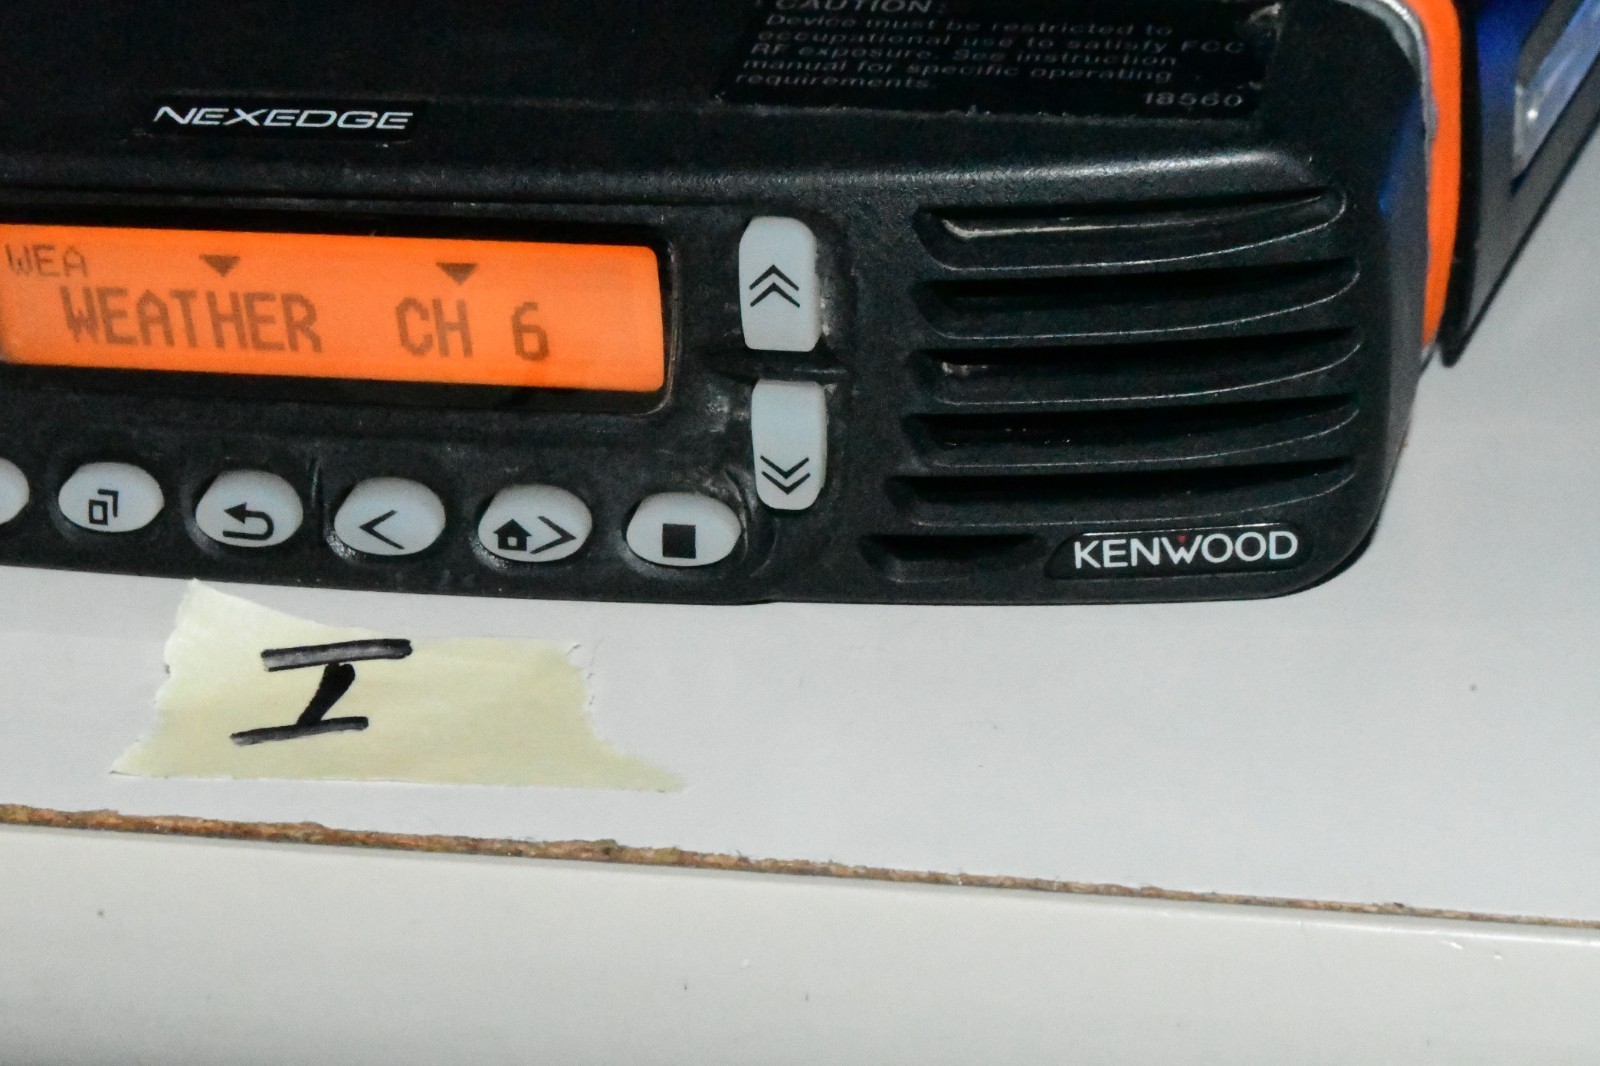 CAUTION:
Device must be restricted to
occupational use to satisfy FCC
RF exposure. See instruction
manual for specific operating
requirements.
18560
NEXEDGE
WEA
WEATHER CH 6
KENWOOD
I